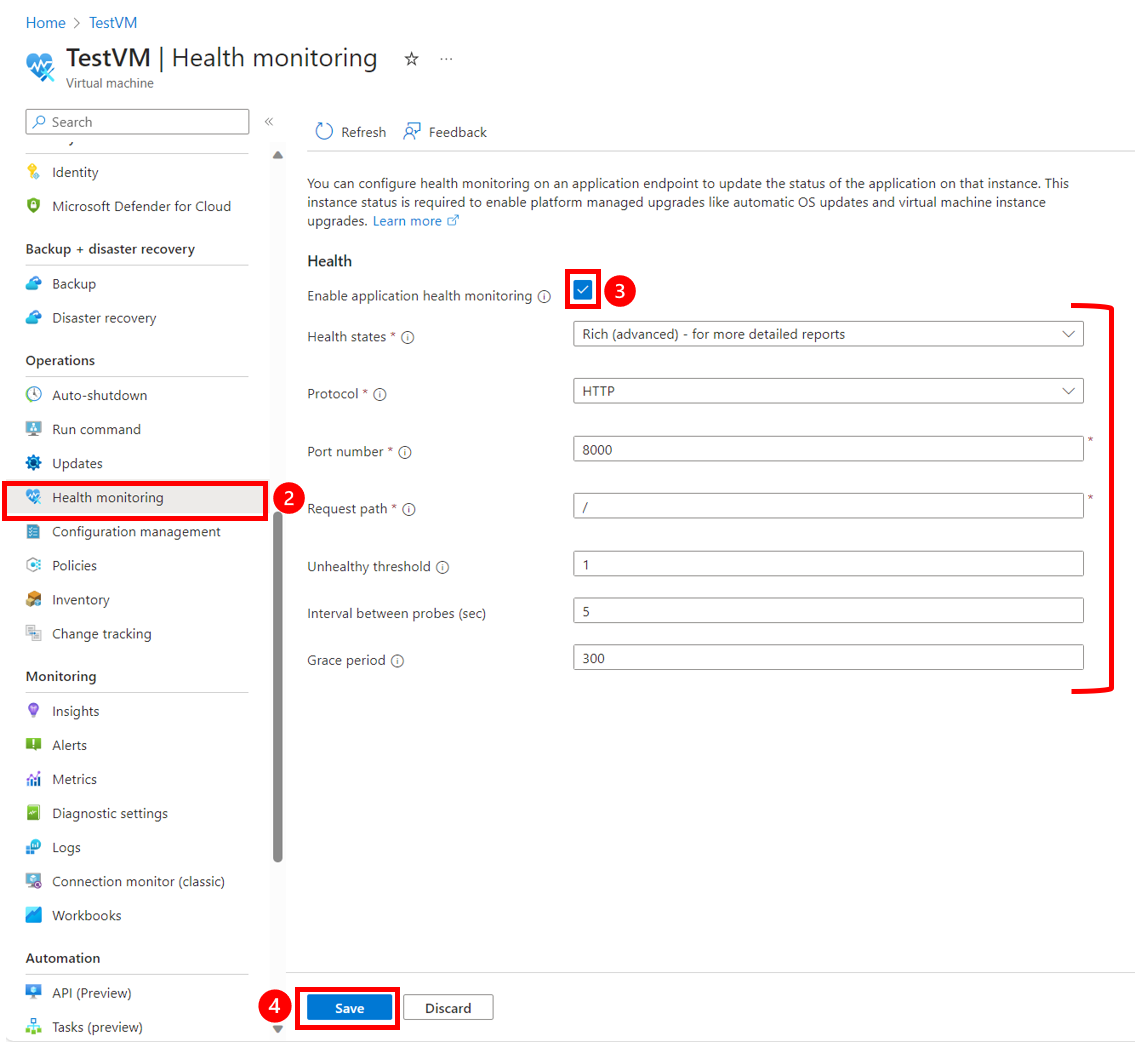 Home > TestVM
TestVM | Health monitoring
Virtual machine
Search
Identity
Microsoft Defender for Cloud
Backup + disaster recovery
Backup
Disaster recovery
Operations
Auto-shutdown
Run command
Updates
Health monitoring
2
Configuration management
Policies
Inventory
Change tracking
Monitoring
Insights
Alerts
Metrics
Diagnostic settings
Logs
Connection monitor (classic)
Workbooks
Automation
API (Preview)
Tasks (preview)
Refresh
Feedback
You can configure health monitoring on an application endpoint to update the status of the application on that instance. This
instance status is required to enable platform managed upgrades like automatic OS updates and virtual machine instance
upgrades. Learn more
Health
Enable application health monitoring
3
Health states *
Rich (advanced) - for more detailed reports
Protocol *
HTTP
Port number *
8000 *
Request path *
/ *
Unhealthy threshold
1
Interval between probes (sec)
5
Grace period
300
4
Save
Discard